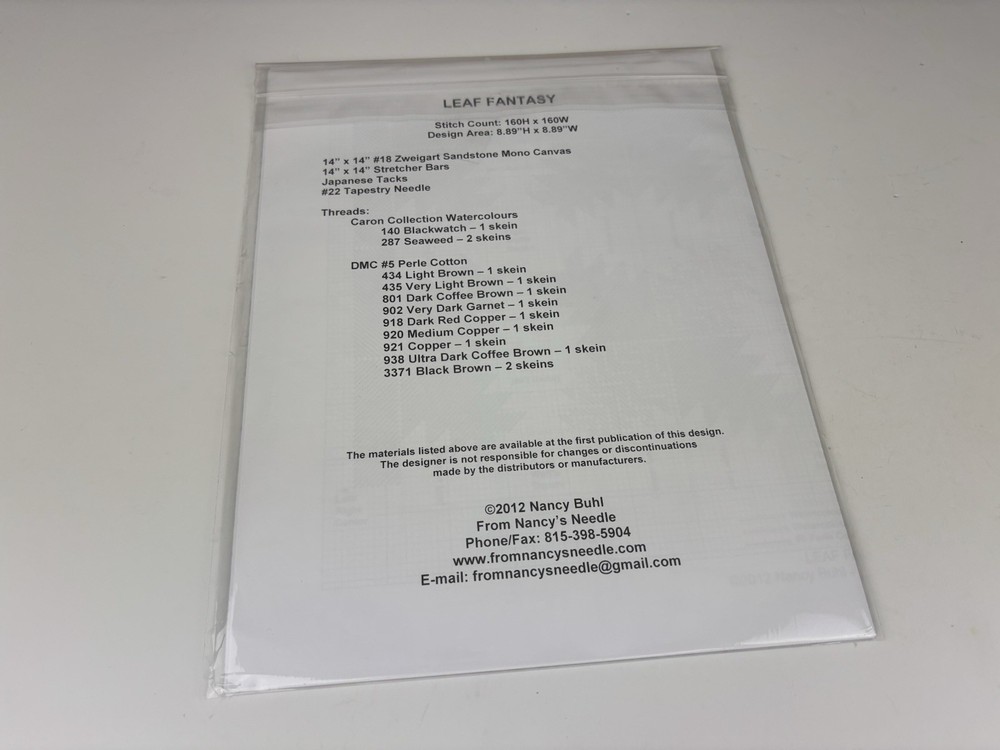 LEAF FANTASY
Stitch Count: 160H x 160W
Design Area: 8.89"H x 8.89"W
14" x 14" #18 Zweigart Sandstone Mono Canvas
14" x 14" Stretcher Bars
Japanese Tacks
#22 Tapestry Needle
Threads:
Caron Collection Watercolours
140 Blackwatch – 1 skein
287 Seaweed – 2 skeins
DMC #5 Perle Cotton
434 Light Brown – 1 skein
435 Very Light Brown – 1 skein
801 Dark Coffee Brown – 1 skein
902 Very Dark Garnet – 1 skein
918 Dark Red Copper – 1 skein
920 Medium Copper – 1 skein
921 Copper – 1 skein
938 Ultra Dark Coffee Brown – 1 skein
3371 Black Brown – 2 skeins
The materials listed above are available at the first publication of this design.
The designer is not responsible for changes or discontinuations
made by the distributors or manufacturers.
©2012 Nancy Buhl
From Nancy's Needle
Phone/Fax: 815-398-5904
www.fromnancysneedle.com
E-mail: fromnancysneedle@gmail.com